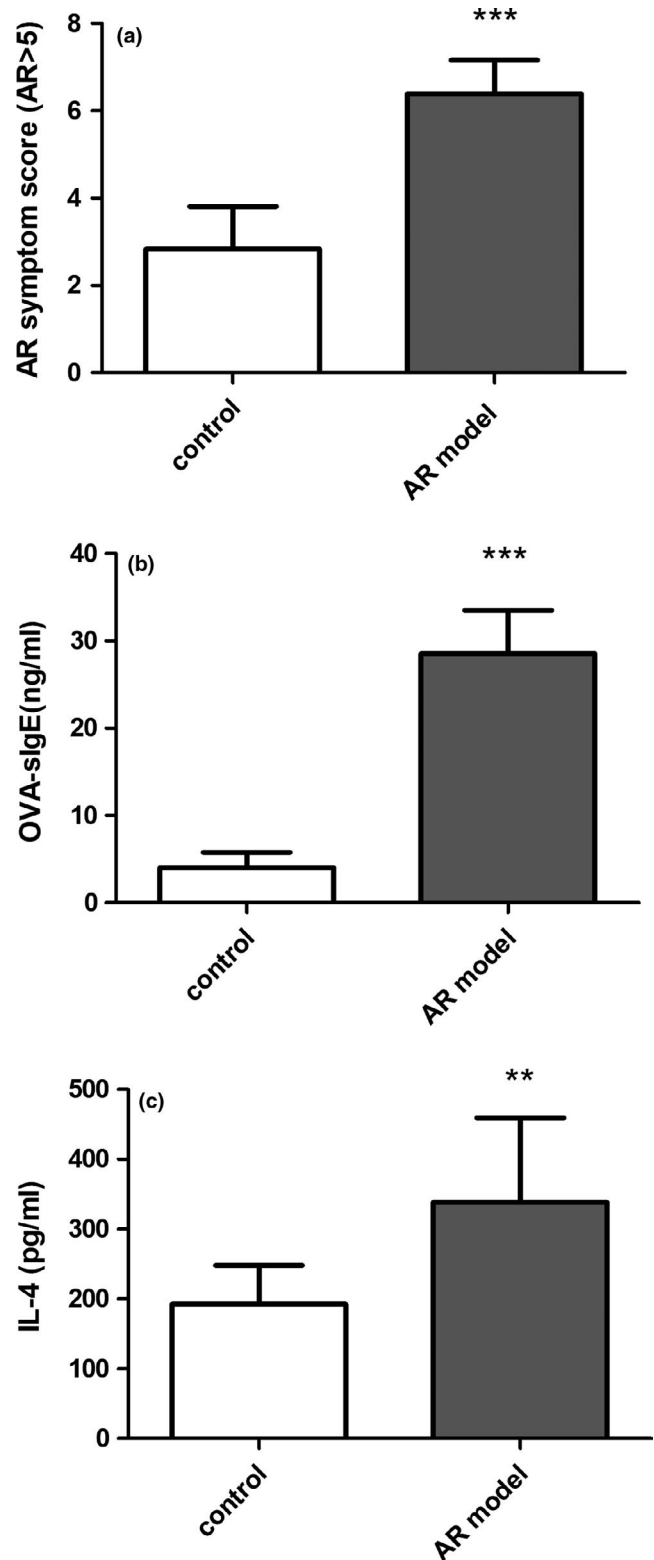 (a)
***
AR symptom score (AR>5)
8
6
4
2
0
control
AR model
(b)
***
OVA-sIgE(ng/ml)
40
30
20
10
0
control
AR model
(c)
**
IL-4 (pg/ml)
500
400
300
200
100
0
control
AR model